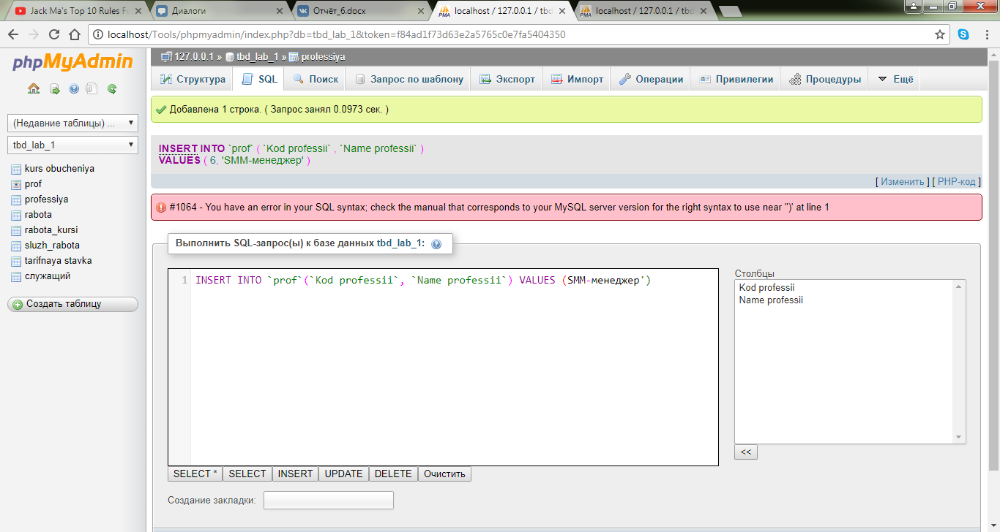 Jack Ma's Top 10 Rules Fo
Диалоги
Отчёт_6.docx
localhost / 127.0.0.1 / tbd
localhost / 127.0.0.1 / tbd
localhost/Tools/phpmyadmin/index.php?db=tbd_lab_1&token=f84ad1f73d63e2a5765c0e7fa5404350
phpMyAdmin
(Недавние таблицы) ...
tbd_lab_1
kurs obucheniya
prof
professiya
rabota
rabota_kursi
sluzh_rabota
tarifnaya stavka
служащий
Создать таблицу
127.0.0.1 » tbd_lab_1 » professiya
Структура SQL Поиск Запрос по шаблону Экспорт Импорт Операции Привилегии Процедуры Ещё
Добавлена 1 строка. ( Запрос занял 0.0973 сек. )
INSERT INTO `prof` ( `Kod professii` , `Name professii` )
VALUES ( 6, 'SMM-менеджер' )
[ Изменить ] [ PHP-код ]
#1064 - You have an error in your SQL syntax; check the manual that corresponds to your MySQL server version for the right syntax to use near '')' at line 1
Выполнить SQL-запрос(ы) к базе данных tbd_lab_1:
1 INSERT INTO `prof`(`Kod professii`, `Name professii`) VALUES (SMM-менеджер')
Столбцы
Kod professii
Name professii
<<
SELECT * SELECT INSERT UPDATE DELETE Очистить
Создание закладки: